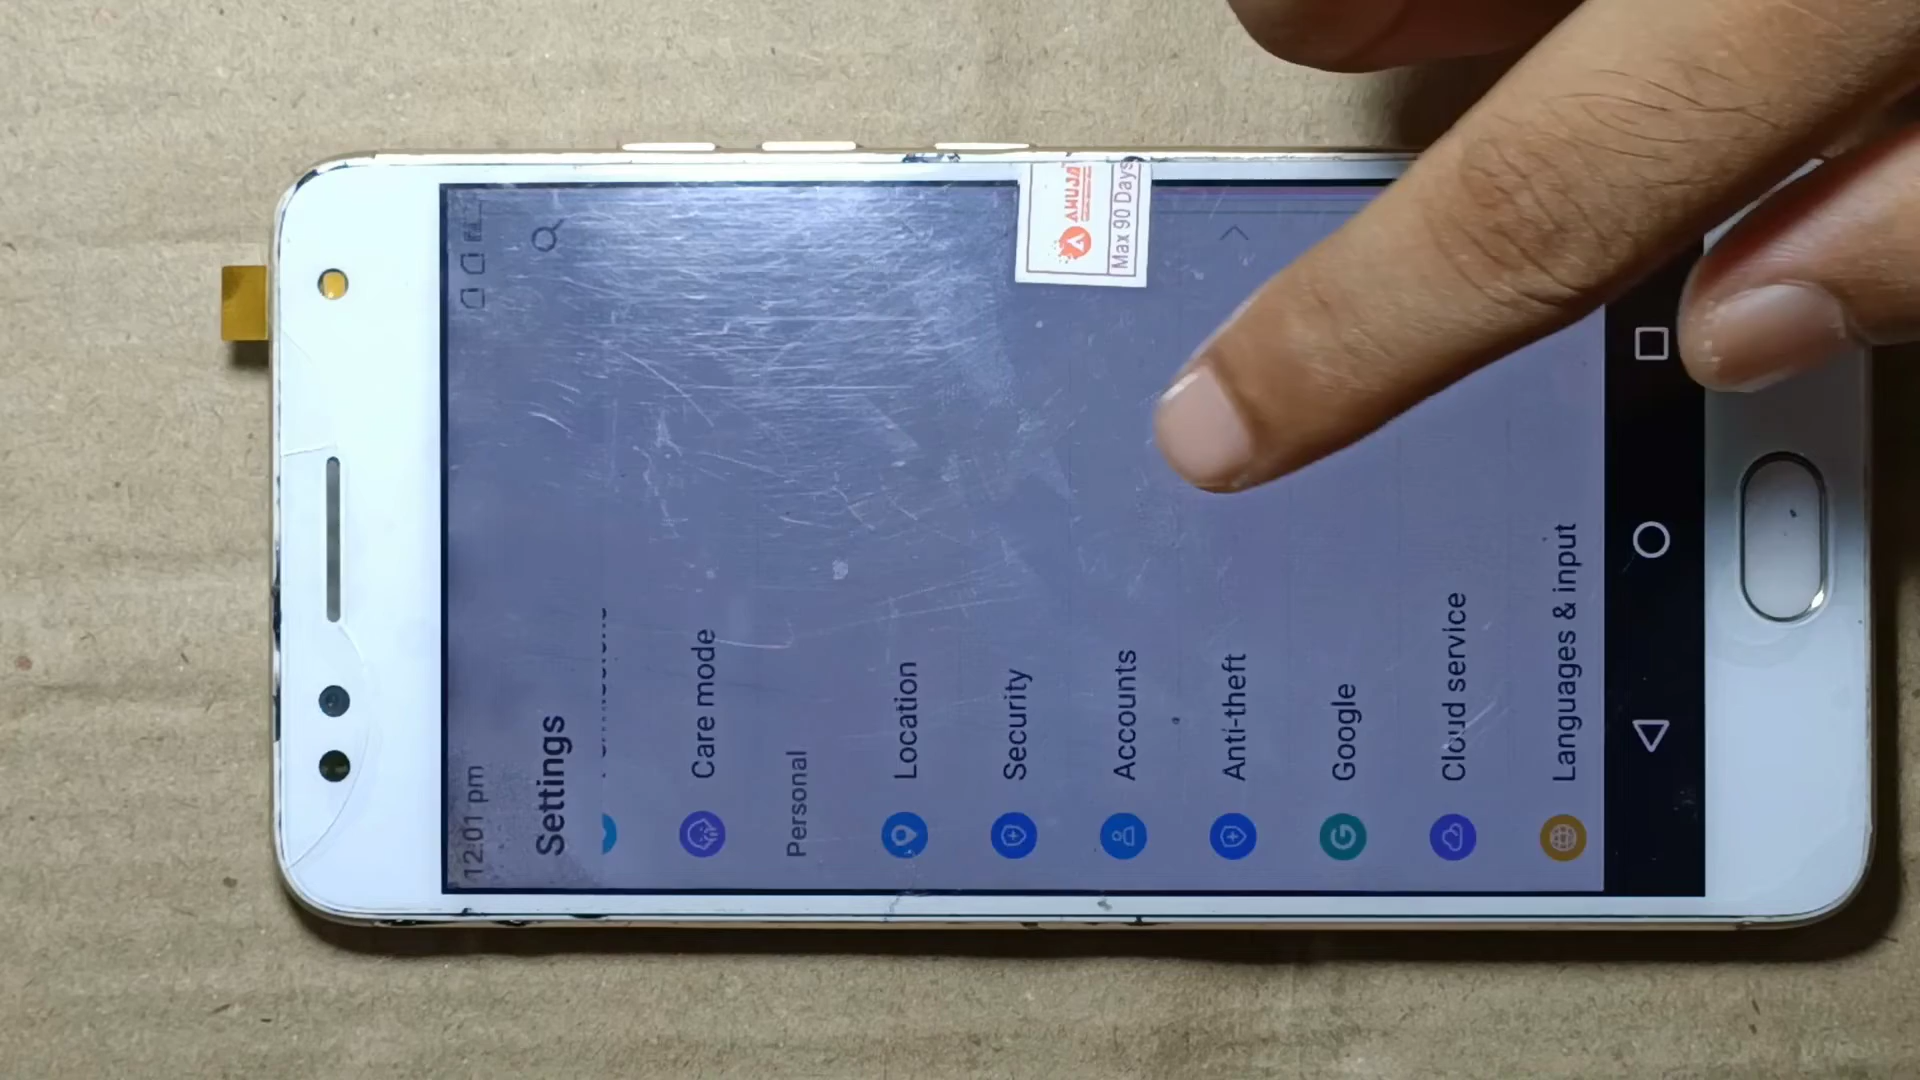 12:01 pm
Settings
Care mode
Personal
Location
Security
Accounts
Anti-theft
Google
Cloud service
Languages & input
AHUJA
Max 90 Days